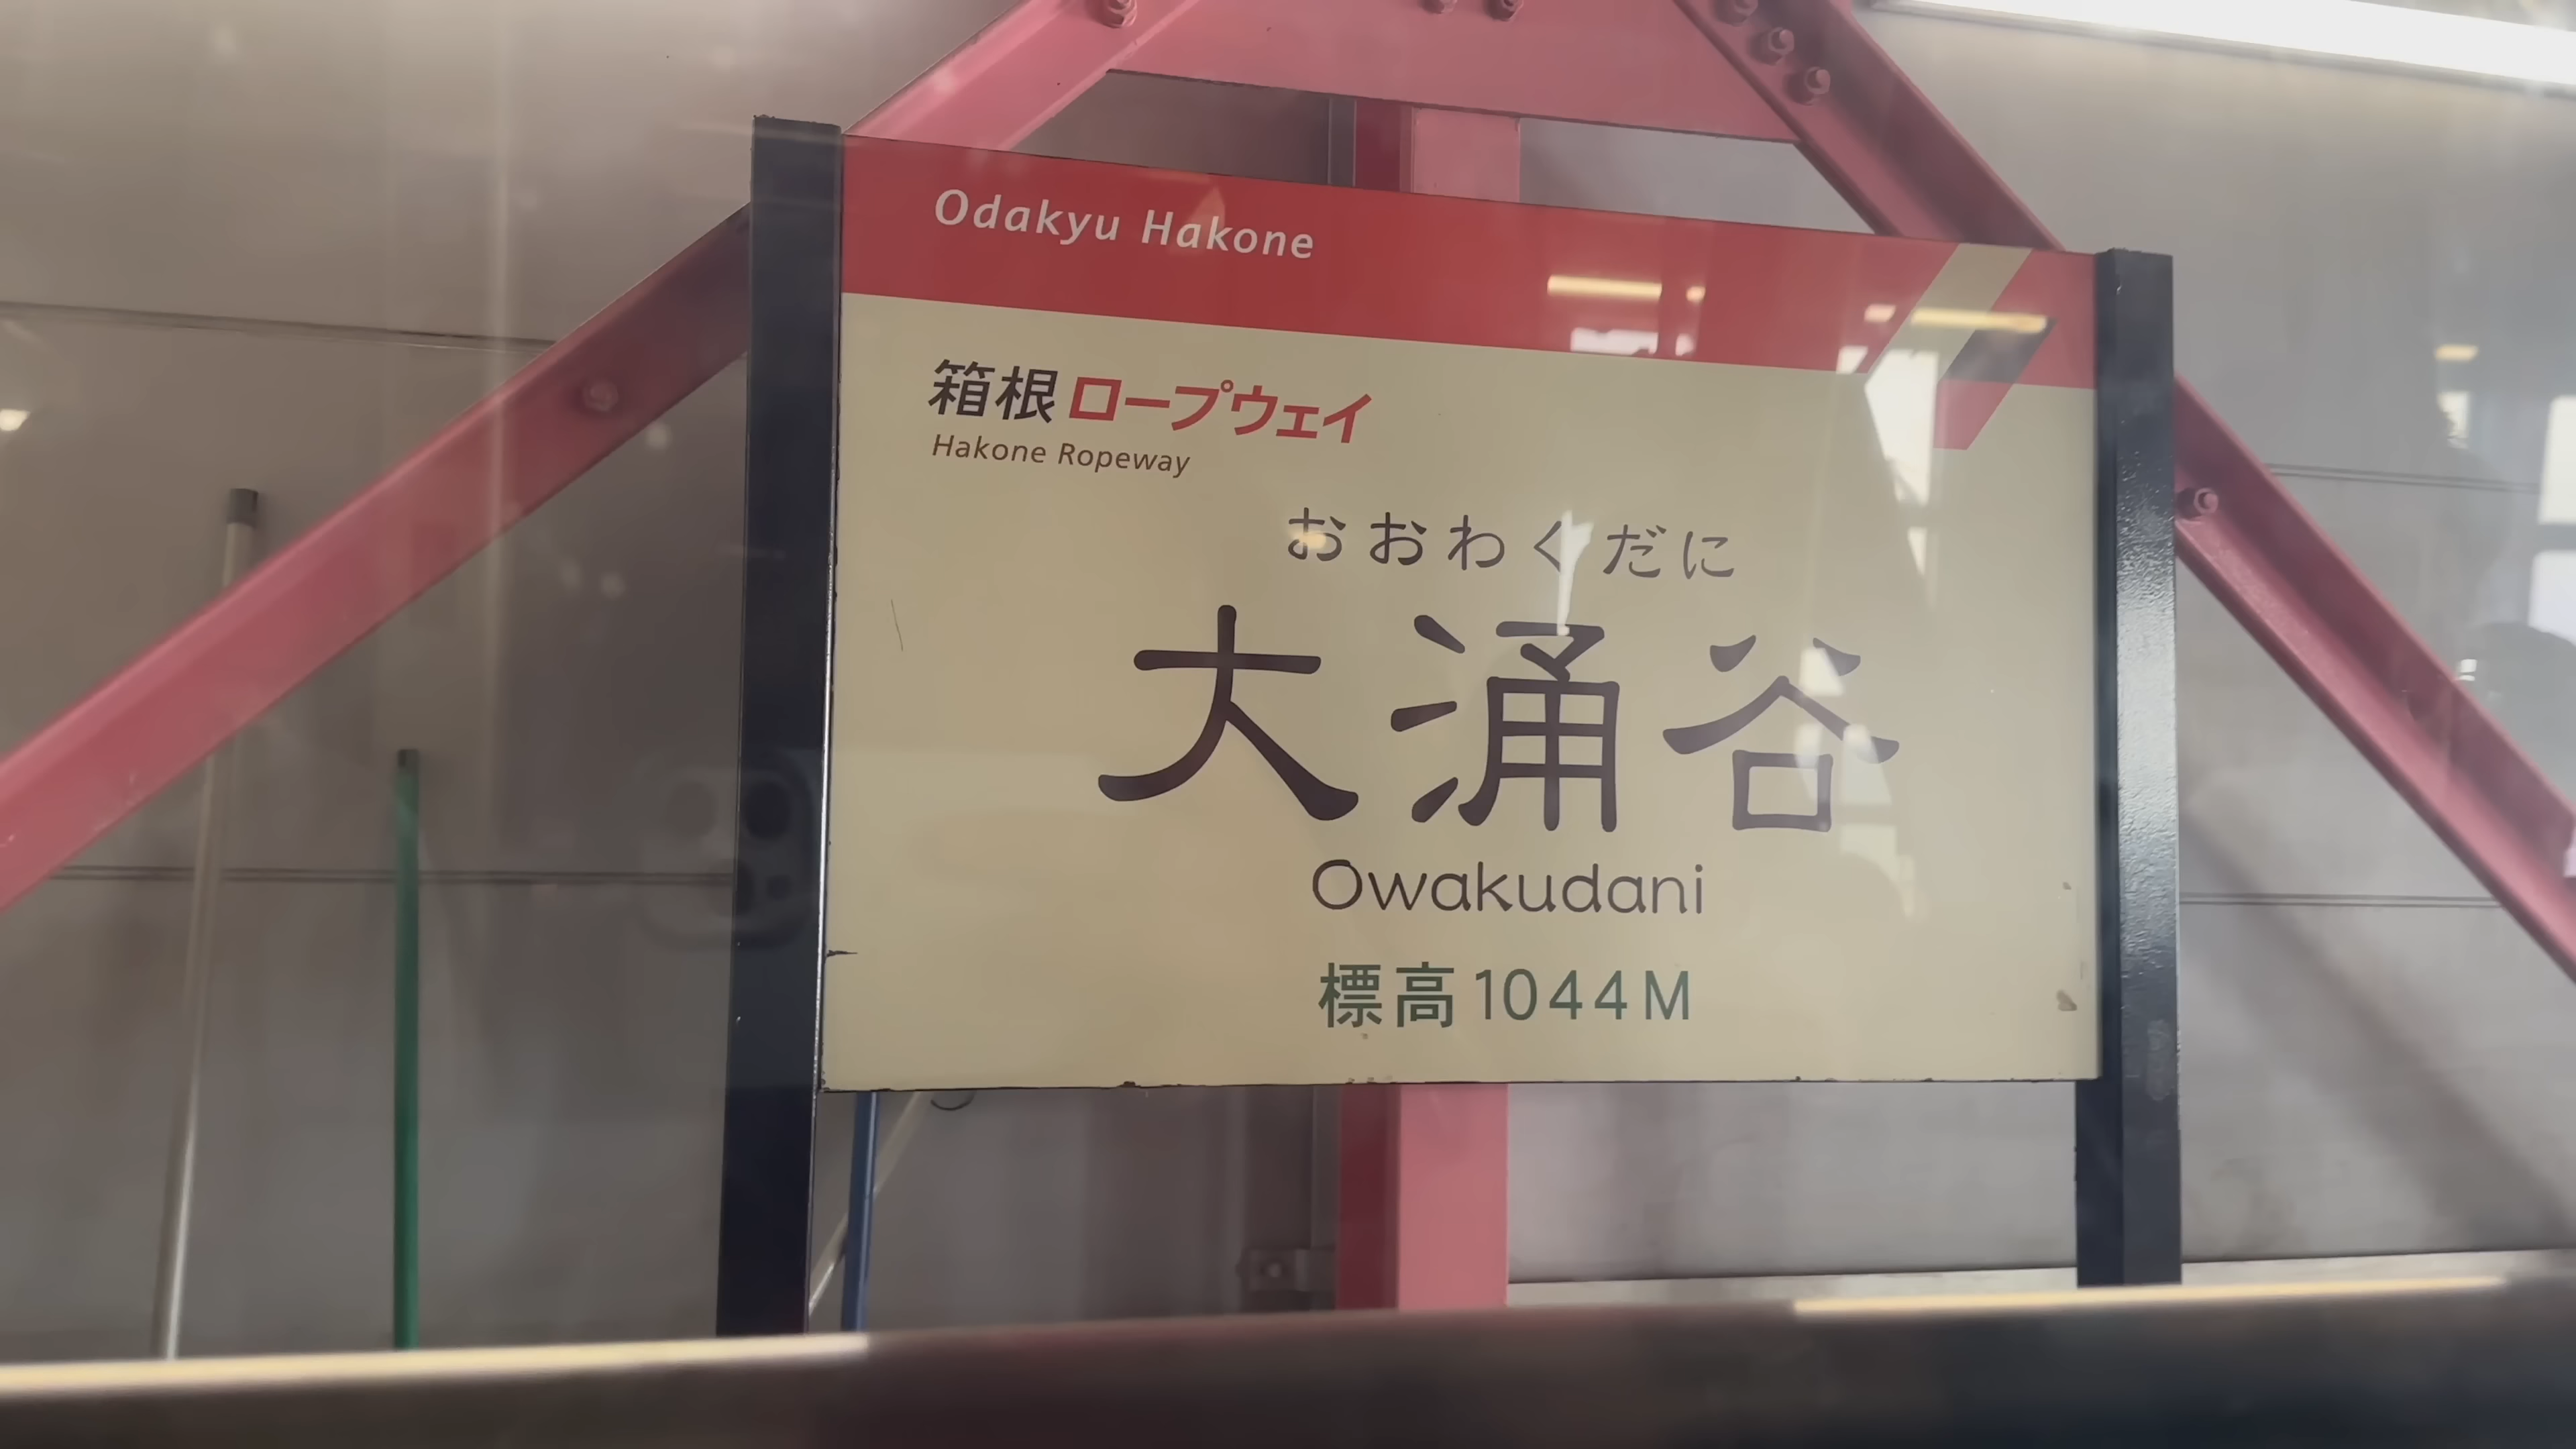 Odakyu Hakone
箱根ロープウェイ
Hakone Ropeway
おおわくだに
大涌谷
Owakudani
標高1044M